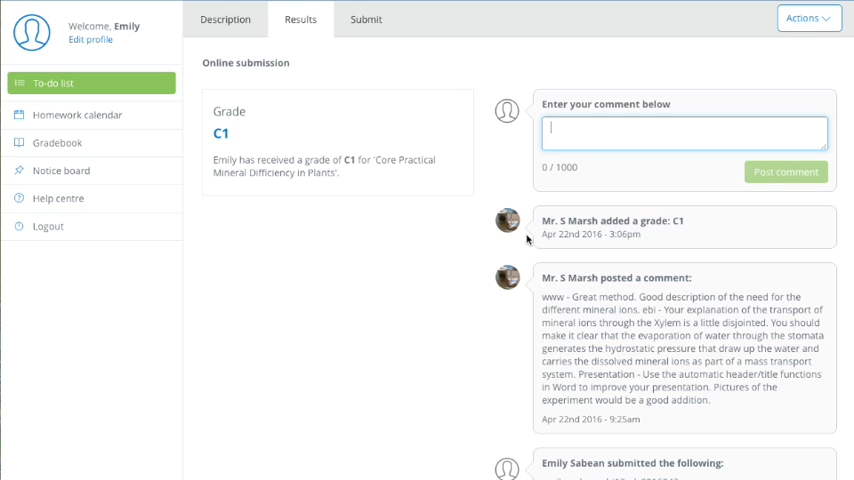 Welcome, Emily
Edit profile
To-do list
Homework calendar
Gradebook
Notice board
Help centre
Logout
Description
Results
Submit
Actions
Online submission
Grade
C1
Emily has received a grade of C1 for 'Core Practical
Mineral Difficiency in Plants'.
Enter your comment below
0 / 1000
Post comment
Mr. S Marsh added a grade: C1
Apr 22nd 2016 - 3:06pm
Mr. S Marsh posted a comment:
www - Great method. Good description of the need for the
different mineral ions. ebi - Your explanation of the transport of
mineral ions through the Xylem is a little disjointed. You should
make it clear that the evaporation of water through the stomata
generates the hydrostatic pressure that draw up the water and
carries the dissolved mineral ions as part of a mass transport
system. Presentation - Use the automatic header/title functions
in Word to improve your presentation. Pictures of the
experiment would be a good addition.
Apr 22nd 2016 - 9:25am
Emily Sabean submitted the following: